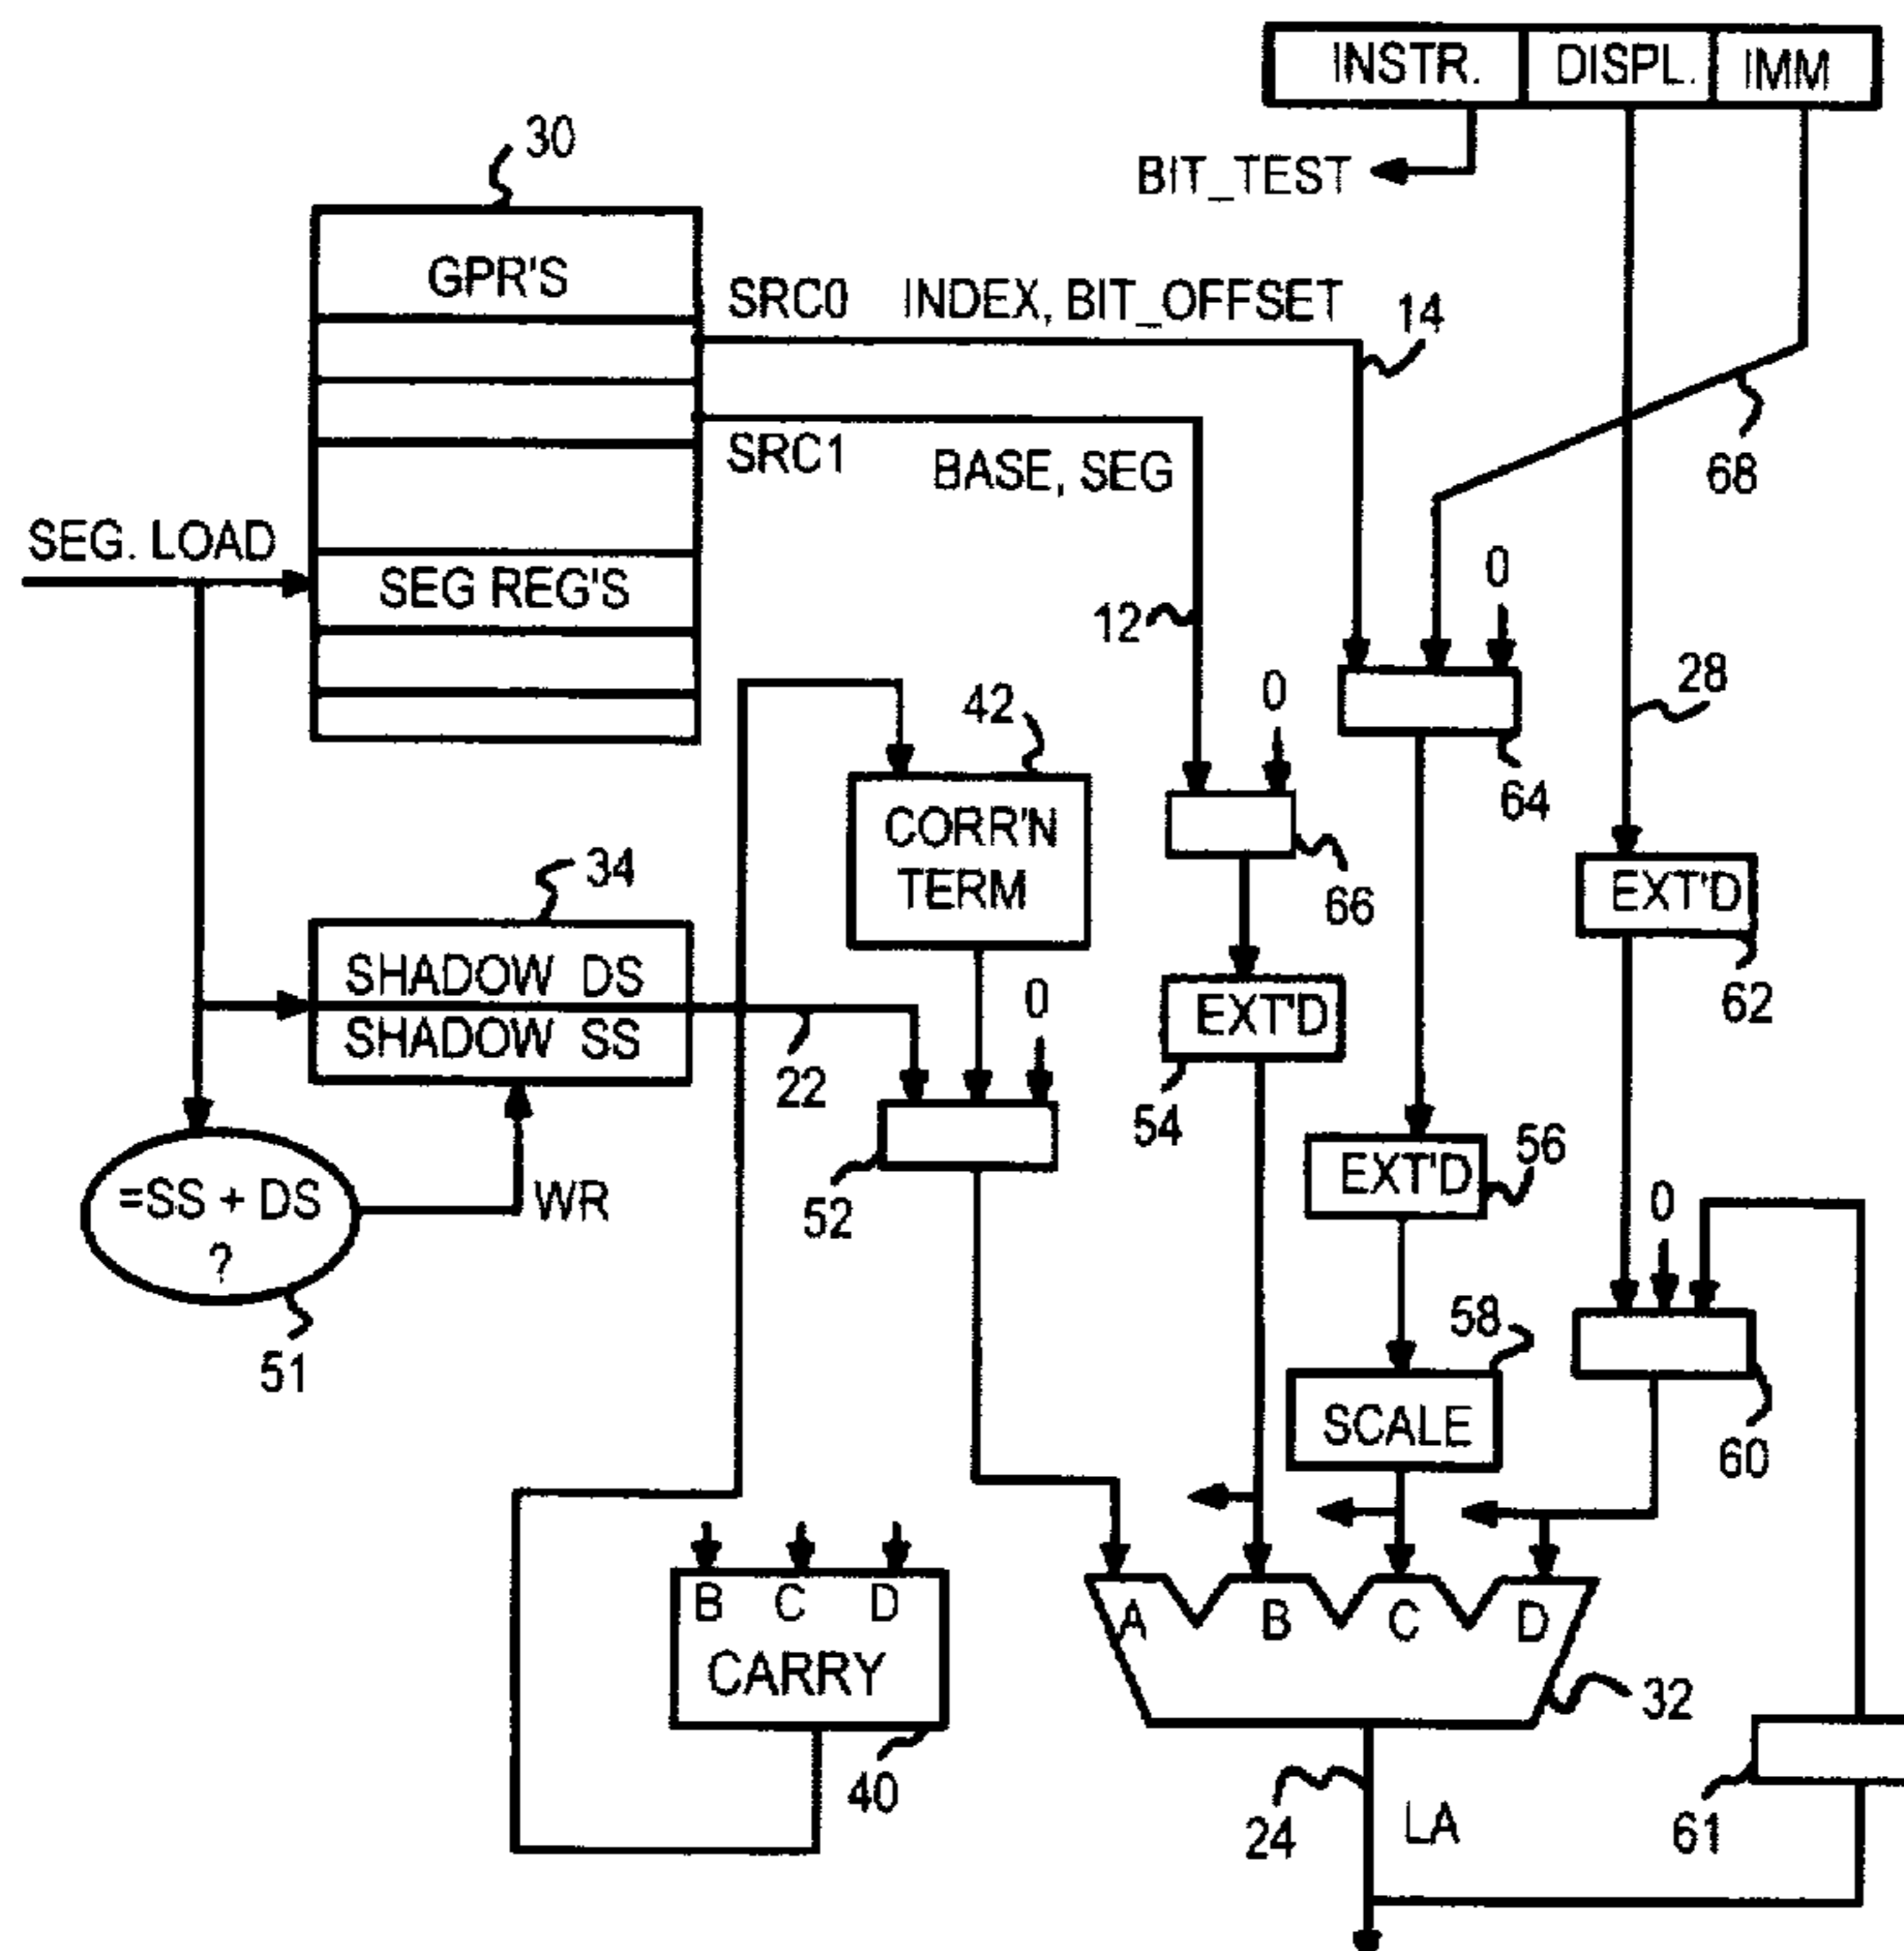 INSTR. DISPL. IMM
BIT_TEST
30
GPR'S
SRC0 INDEX, BIT_OFFSET
14
SRC1 BASE, SEG
68
SEG. LOAD
SEG REG'S
12
0
0
28
42
64
CORR'N
TERM
66
EXT'D
62
34
SHADOW DS
SHADOW SS
22
0
EXT'D
54
52
56
EXT'D
=SS + DS
?
WR
51
0
58
SCALE
60
B C D
CARRY
40
A B C D
32
24
LA
61